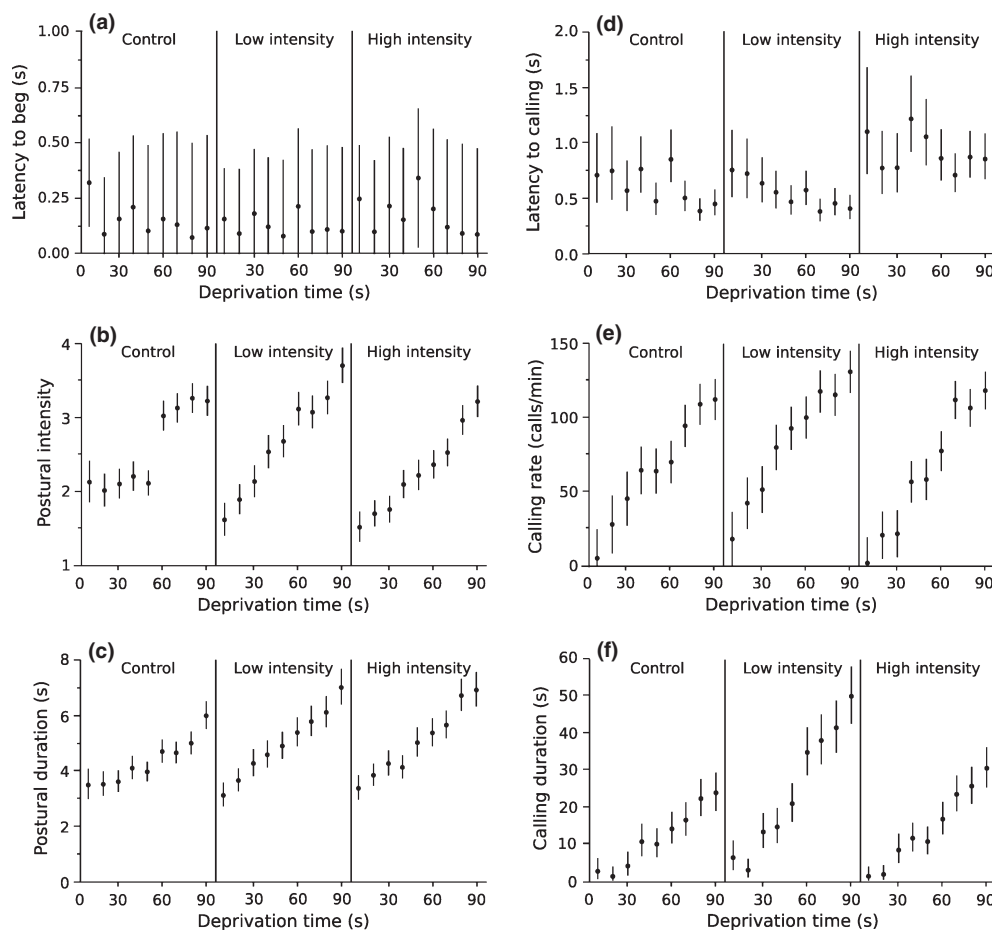 (a)
Control Low intensity High intensity
1.00
0.75
0.50
0.25
0.00
Latency to beg (s)
0 30 60 90 30 60 90 30 60 90
Deprivation time (s)
(b)
Control Low intensity High intensity
4
3
2
1
Postural intensity
0 30 60 90 30 60 90 30 60 90
Deprivation time (s)
(c)
Control Low intensity High intensity
8
6
4
2
0
Postural duration (s)
0 30 60 90 30 60 90 30 60 90
Deprivation time (s)
(d)
Control Low intensity High intensity
2.0
1.5
1.0
0.5
0.0
Latency to calling (s)
0 30 60 90 30 60 90 30 60 90
Deprivation time (s)
(e)
Control Low intensity High intensity
150
100
50
0
Calling rate (calls/min)
0 30 60 90 30 60 90 30 60 90
Deprivation time (s)
(f)
Control Low intensity High intensity
60
50
40
30
20
10
0
Calling duration (s)
0 30 60 90 30 60 90 30 60 90
Deprivation time (s)